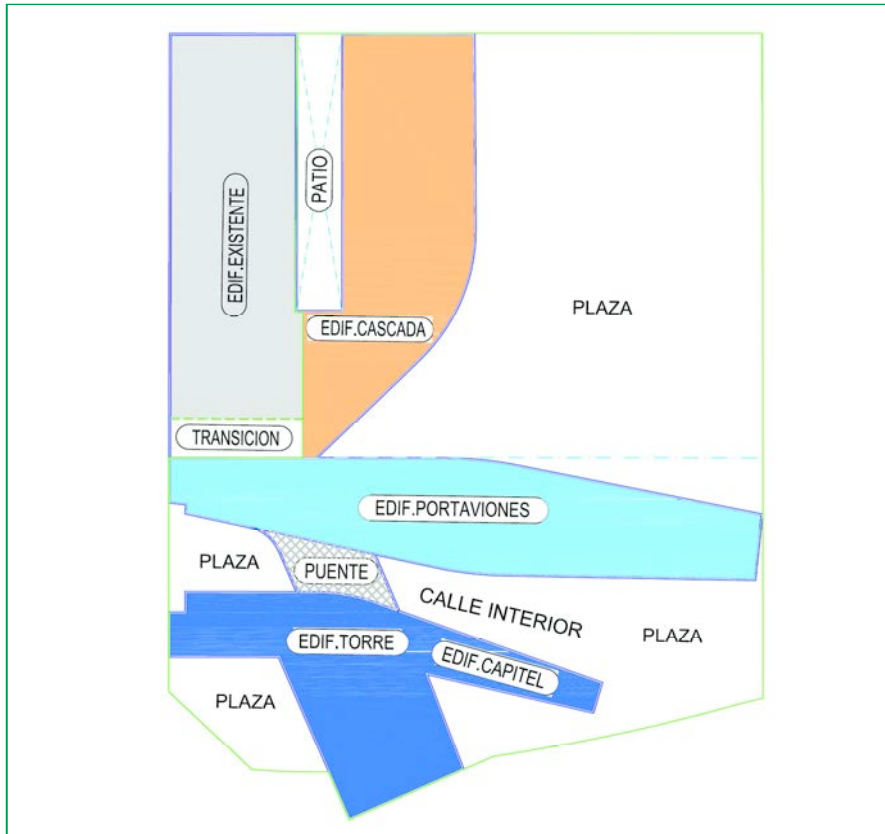 PATIO
EDIF.EXISTENTE
PLAZA
EDIF.CASCADA
TRANSICION
EDIF.PORTAVIONES
PLAZA
PUENTE
CALLE INTERIOR
PLAZA
EDIF.TORRE
EDIF.CAPITEL
PLAZA